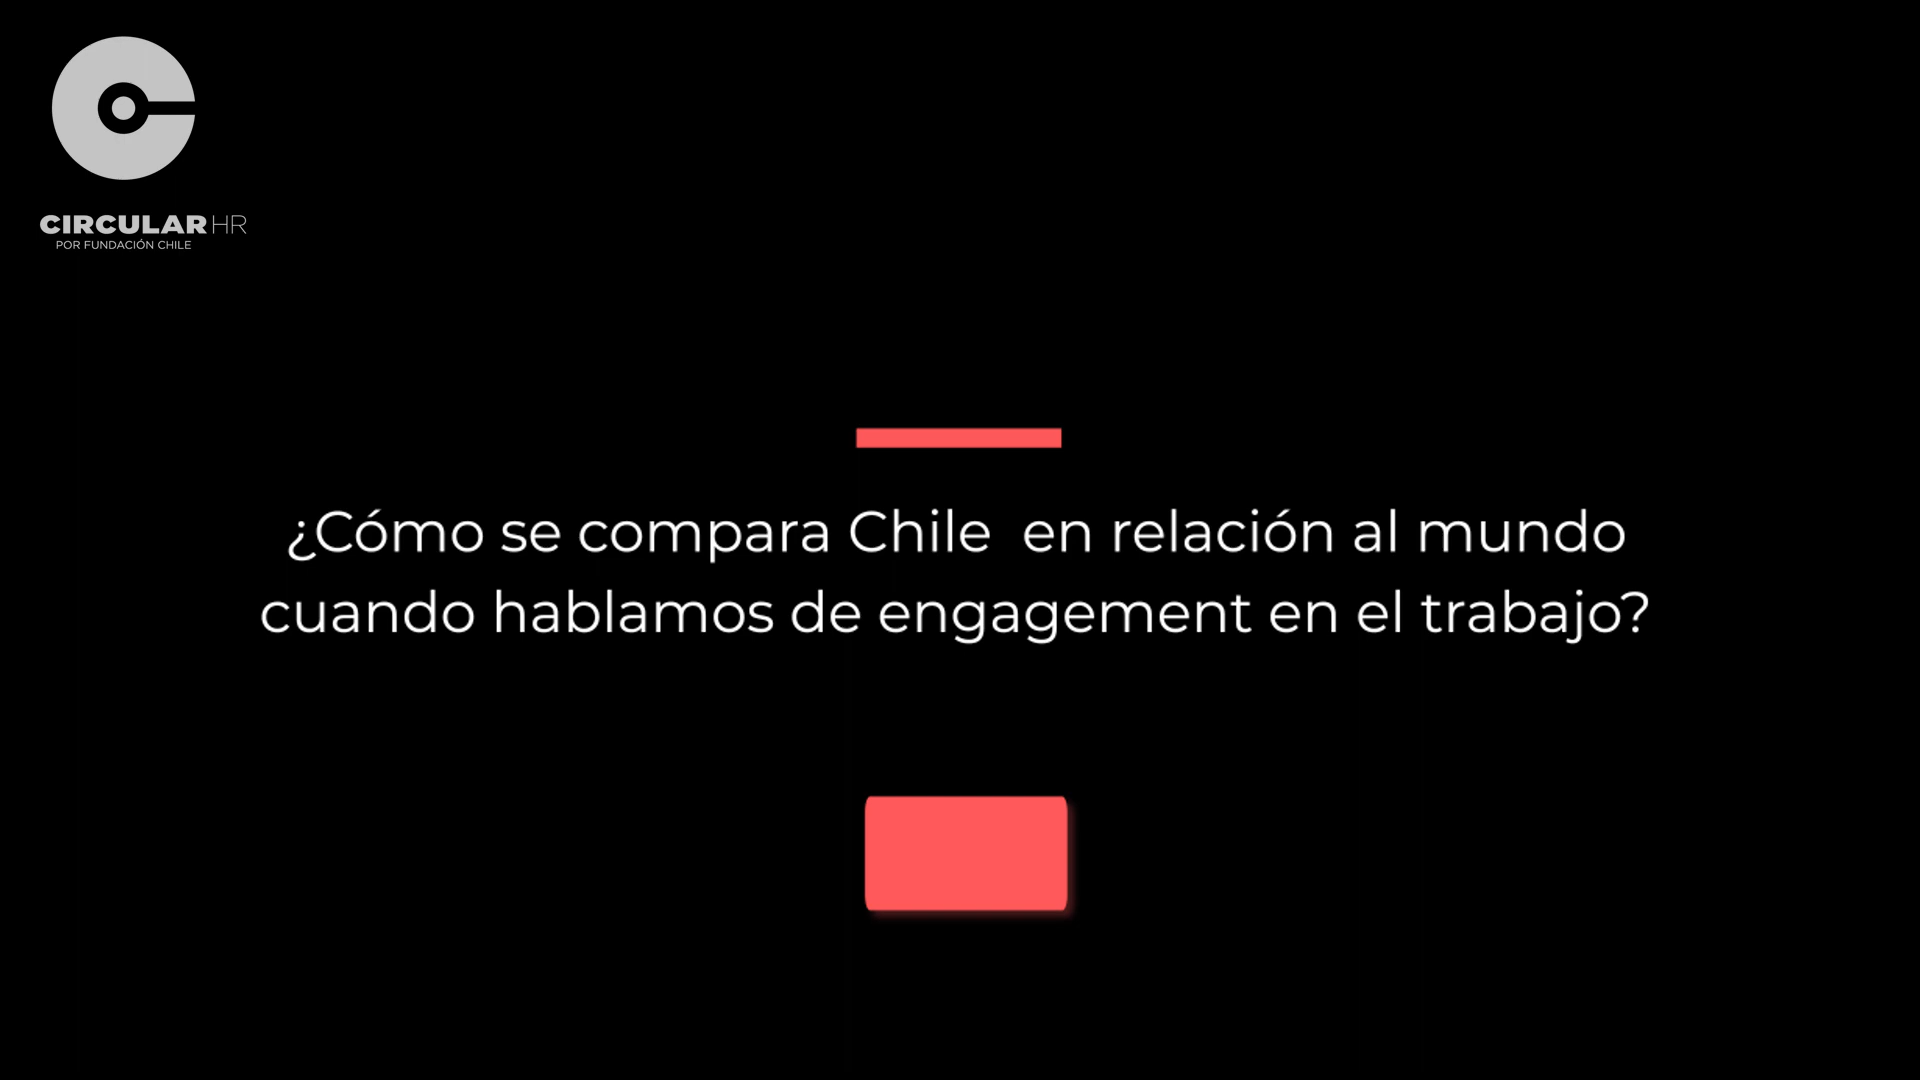 CIRCULAR HR
POR FUNDACIÓN CHILE
¿Cómo se compara Chile  en relación al mundo
cuando hablamos de engagement en el trabajo?